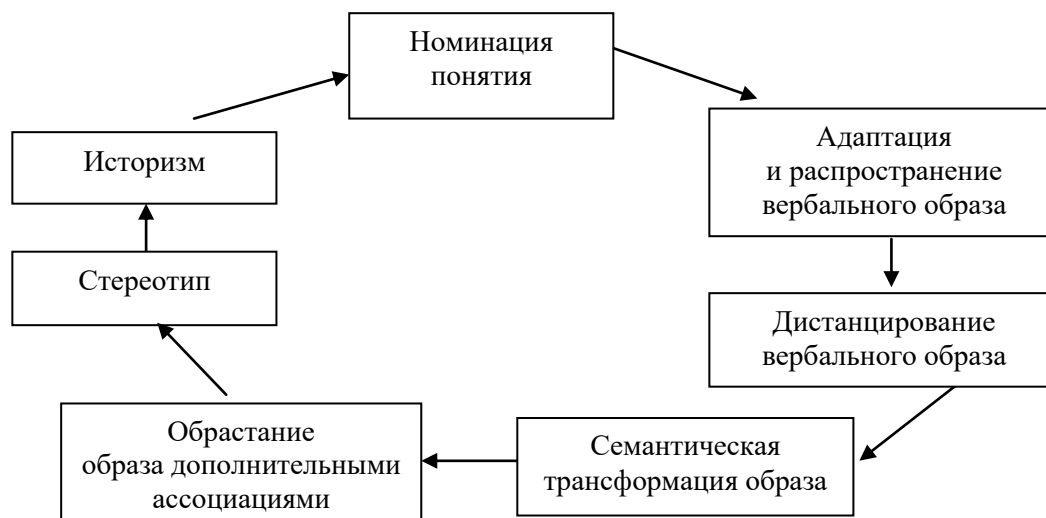 Номинация
понятия
Адаптация
и распространение
вербального образа
Дистанцирование
вербального образа
Семантическая
трансформация образа
Обрастание
образа дополнительными
ассоциациями
Стереотип
Историзм